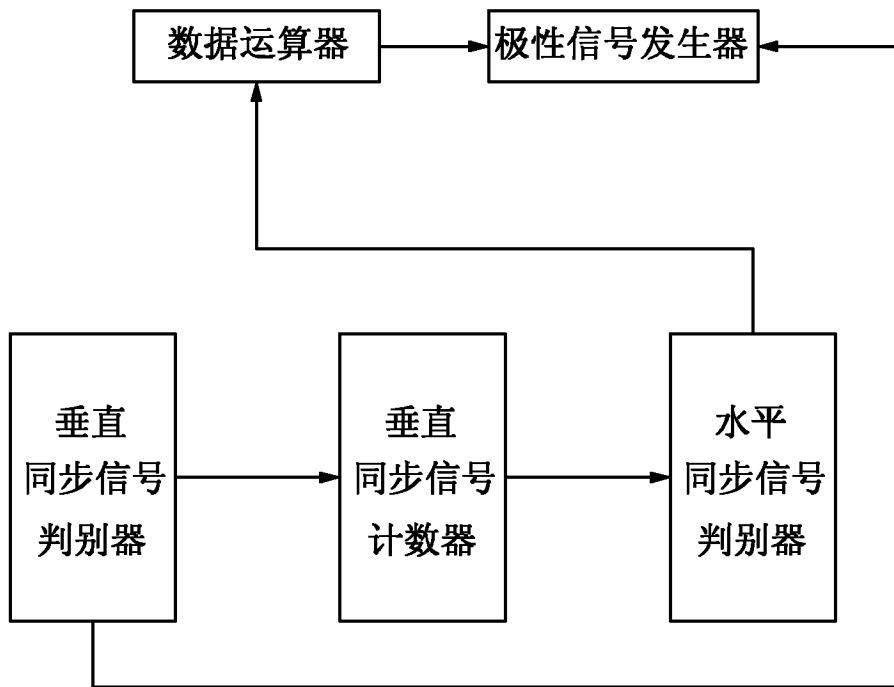 数据运算器
极性信号发生器
垂直
同步信号
判别器
垂直
同步信号
计数器
水平
同步信号
判别器